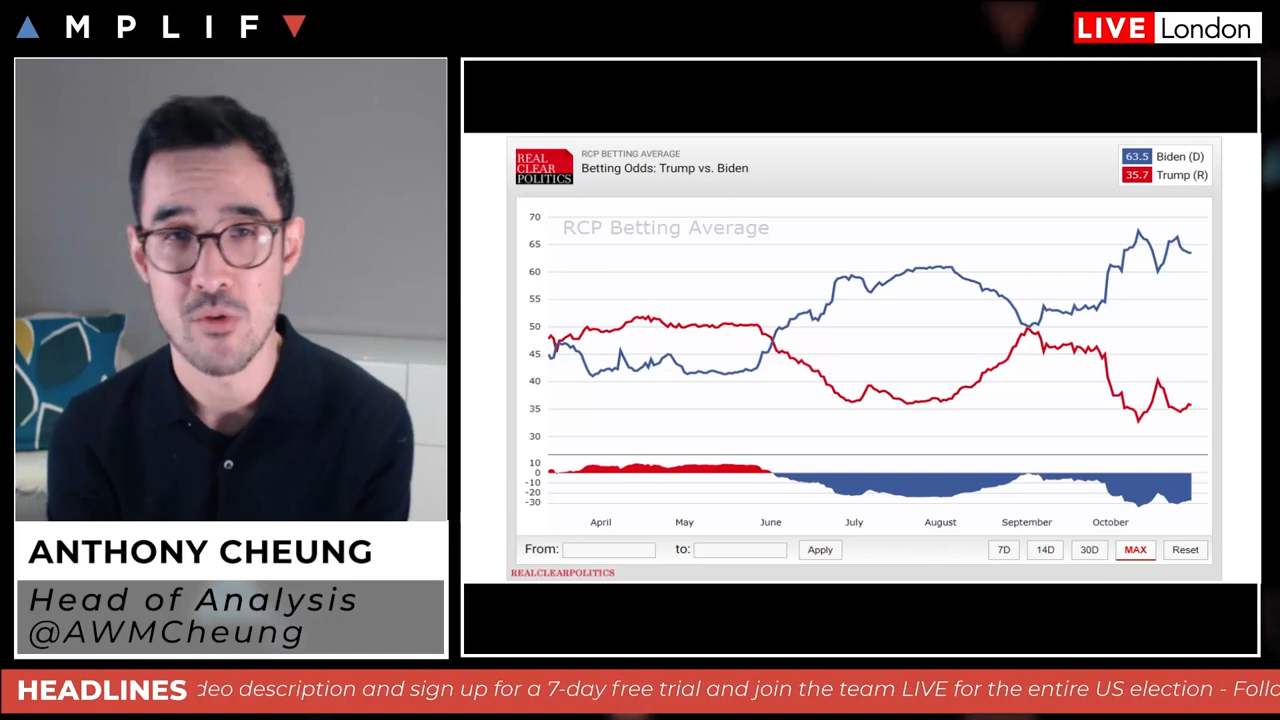 AMPLIFY
LIVE London
REAL
CLEAR
POLITICS
RCP BETTING AVERAGE
Betting Odds: Trump vs. Biden
63.5 Biden (D)
35.7 Trump (R)
RCP Betting Average
70
65
60
55
50
45
40
35
30
10
0
-10
-20
-30
April May June July August September October
From: to: Apply 7D 14D 30D MAX Reset
REALCLEARPOLITICS
ANTHONY CHEUNG
Head of Analysis
@AWMCheung
HEADLINES deo description and sign up for a 7-day free trial and join the team LIVE for the entire US election - Follo